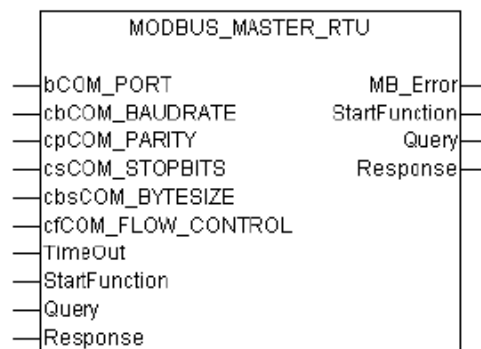 MODBUS_MASTER_RTU
bCOM_PORT MB_Error
cbCOM_BAUDRATE StartFunction
cpCOM_PARITY Query
csCOM_STOPBITS Response
cbsCOM_BYTESIZE
cfCOM_FLOW_CONTROL
TimeOut
StartFunction
Query
Response